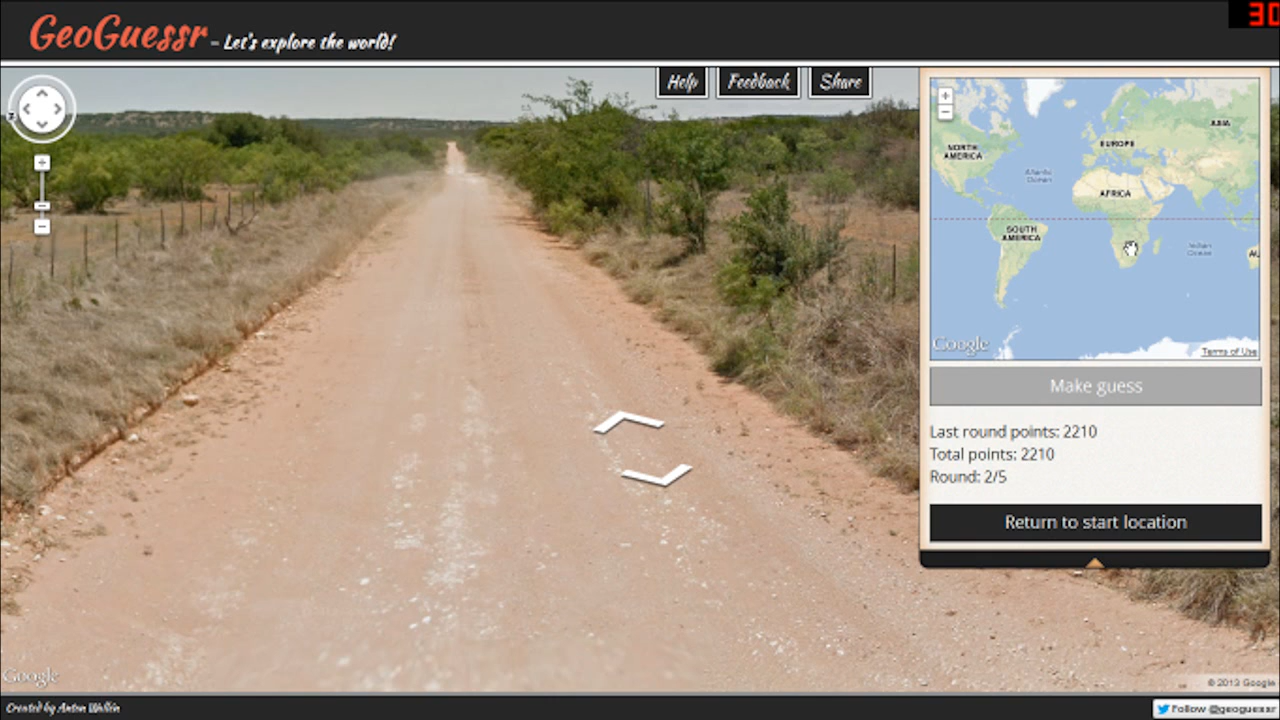 GeoGuessr - Let's explore the world!
30
Help
Feedback
Share
NORTH
AMERICA
Atlantic
Ocean
EUROPE
ASIA
AFRICA
SOUTH
AMERICA
Indian
Ocean
AU
Google
Terms of Use
Make guess
Last round points: 2210
Total points: 2210
Round: 2/5
Return to start location
Google
© 2013 Google
Created by Anton Wallén
Follow @geoguessr